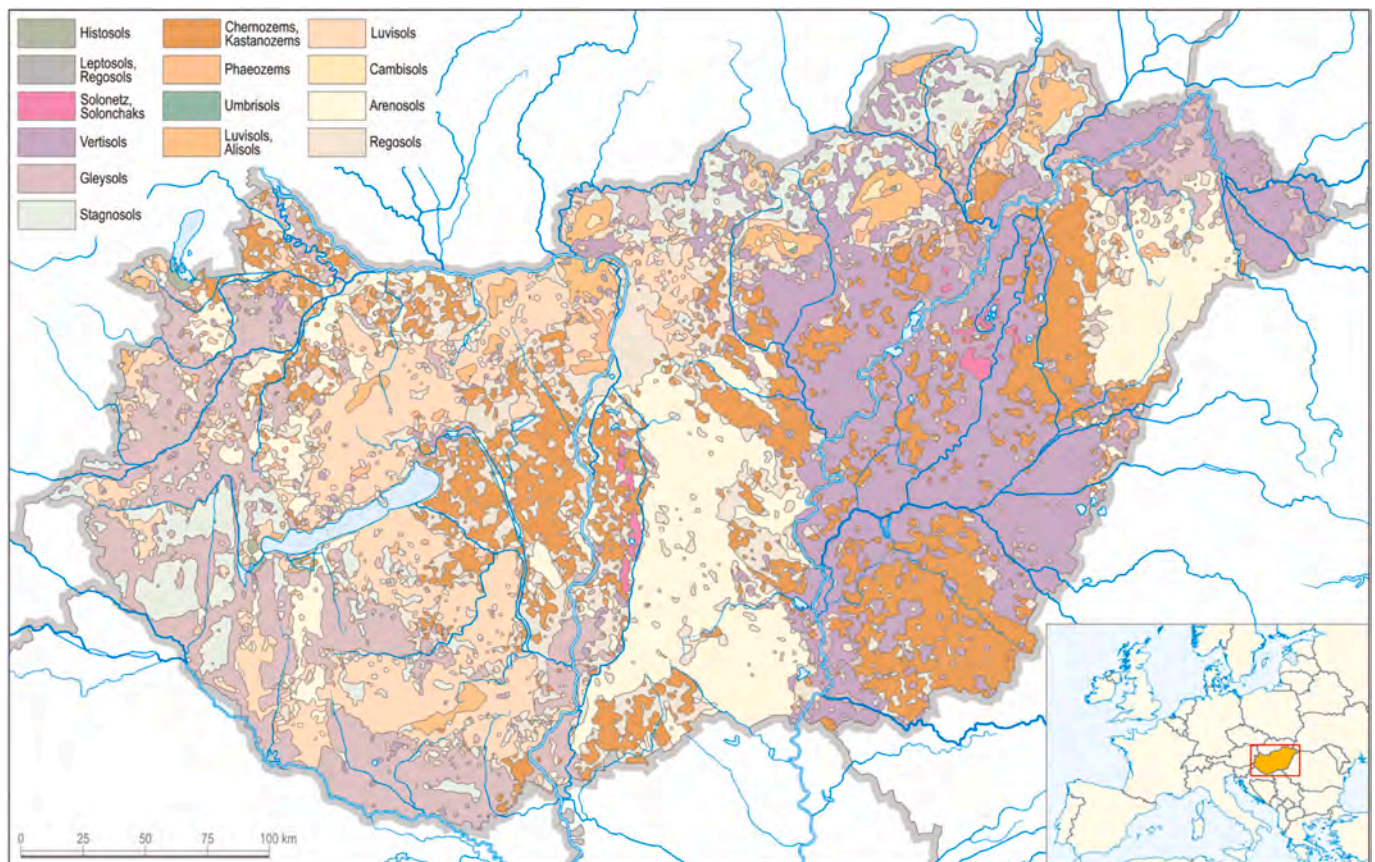 Histosols
Leptosols,
Regosols
Solonetz,
Solonchaks
Vertisols
Gleysols
Stagnosols
Chernozems,
Kastanozems
Phaeozems
Umbrisols
Luvisols,
Alisols
Luvisols
Cambisols
Arenosols
Regosols
0 25 50 75 100 km